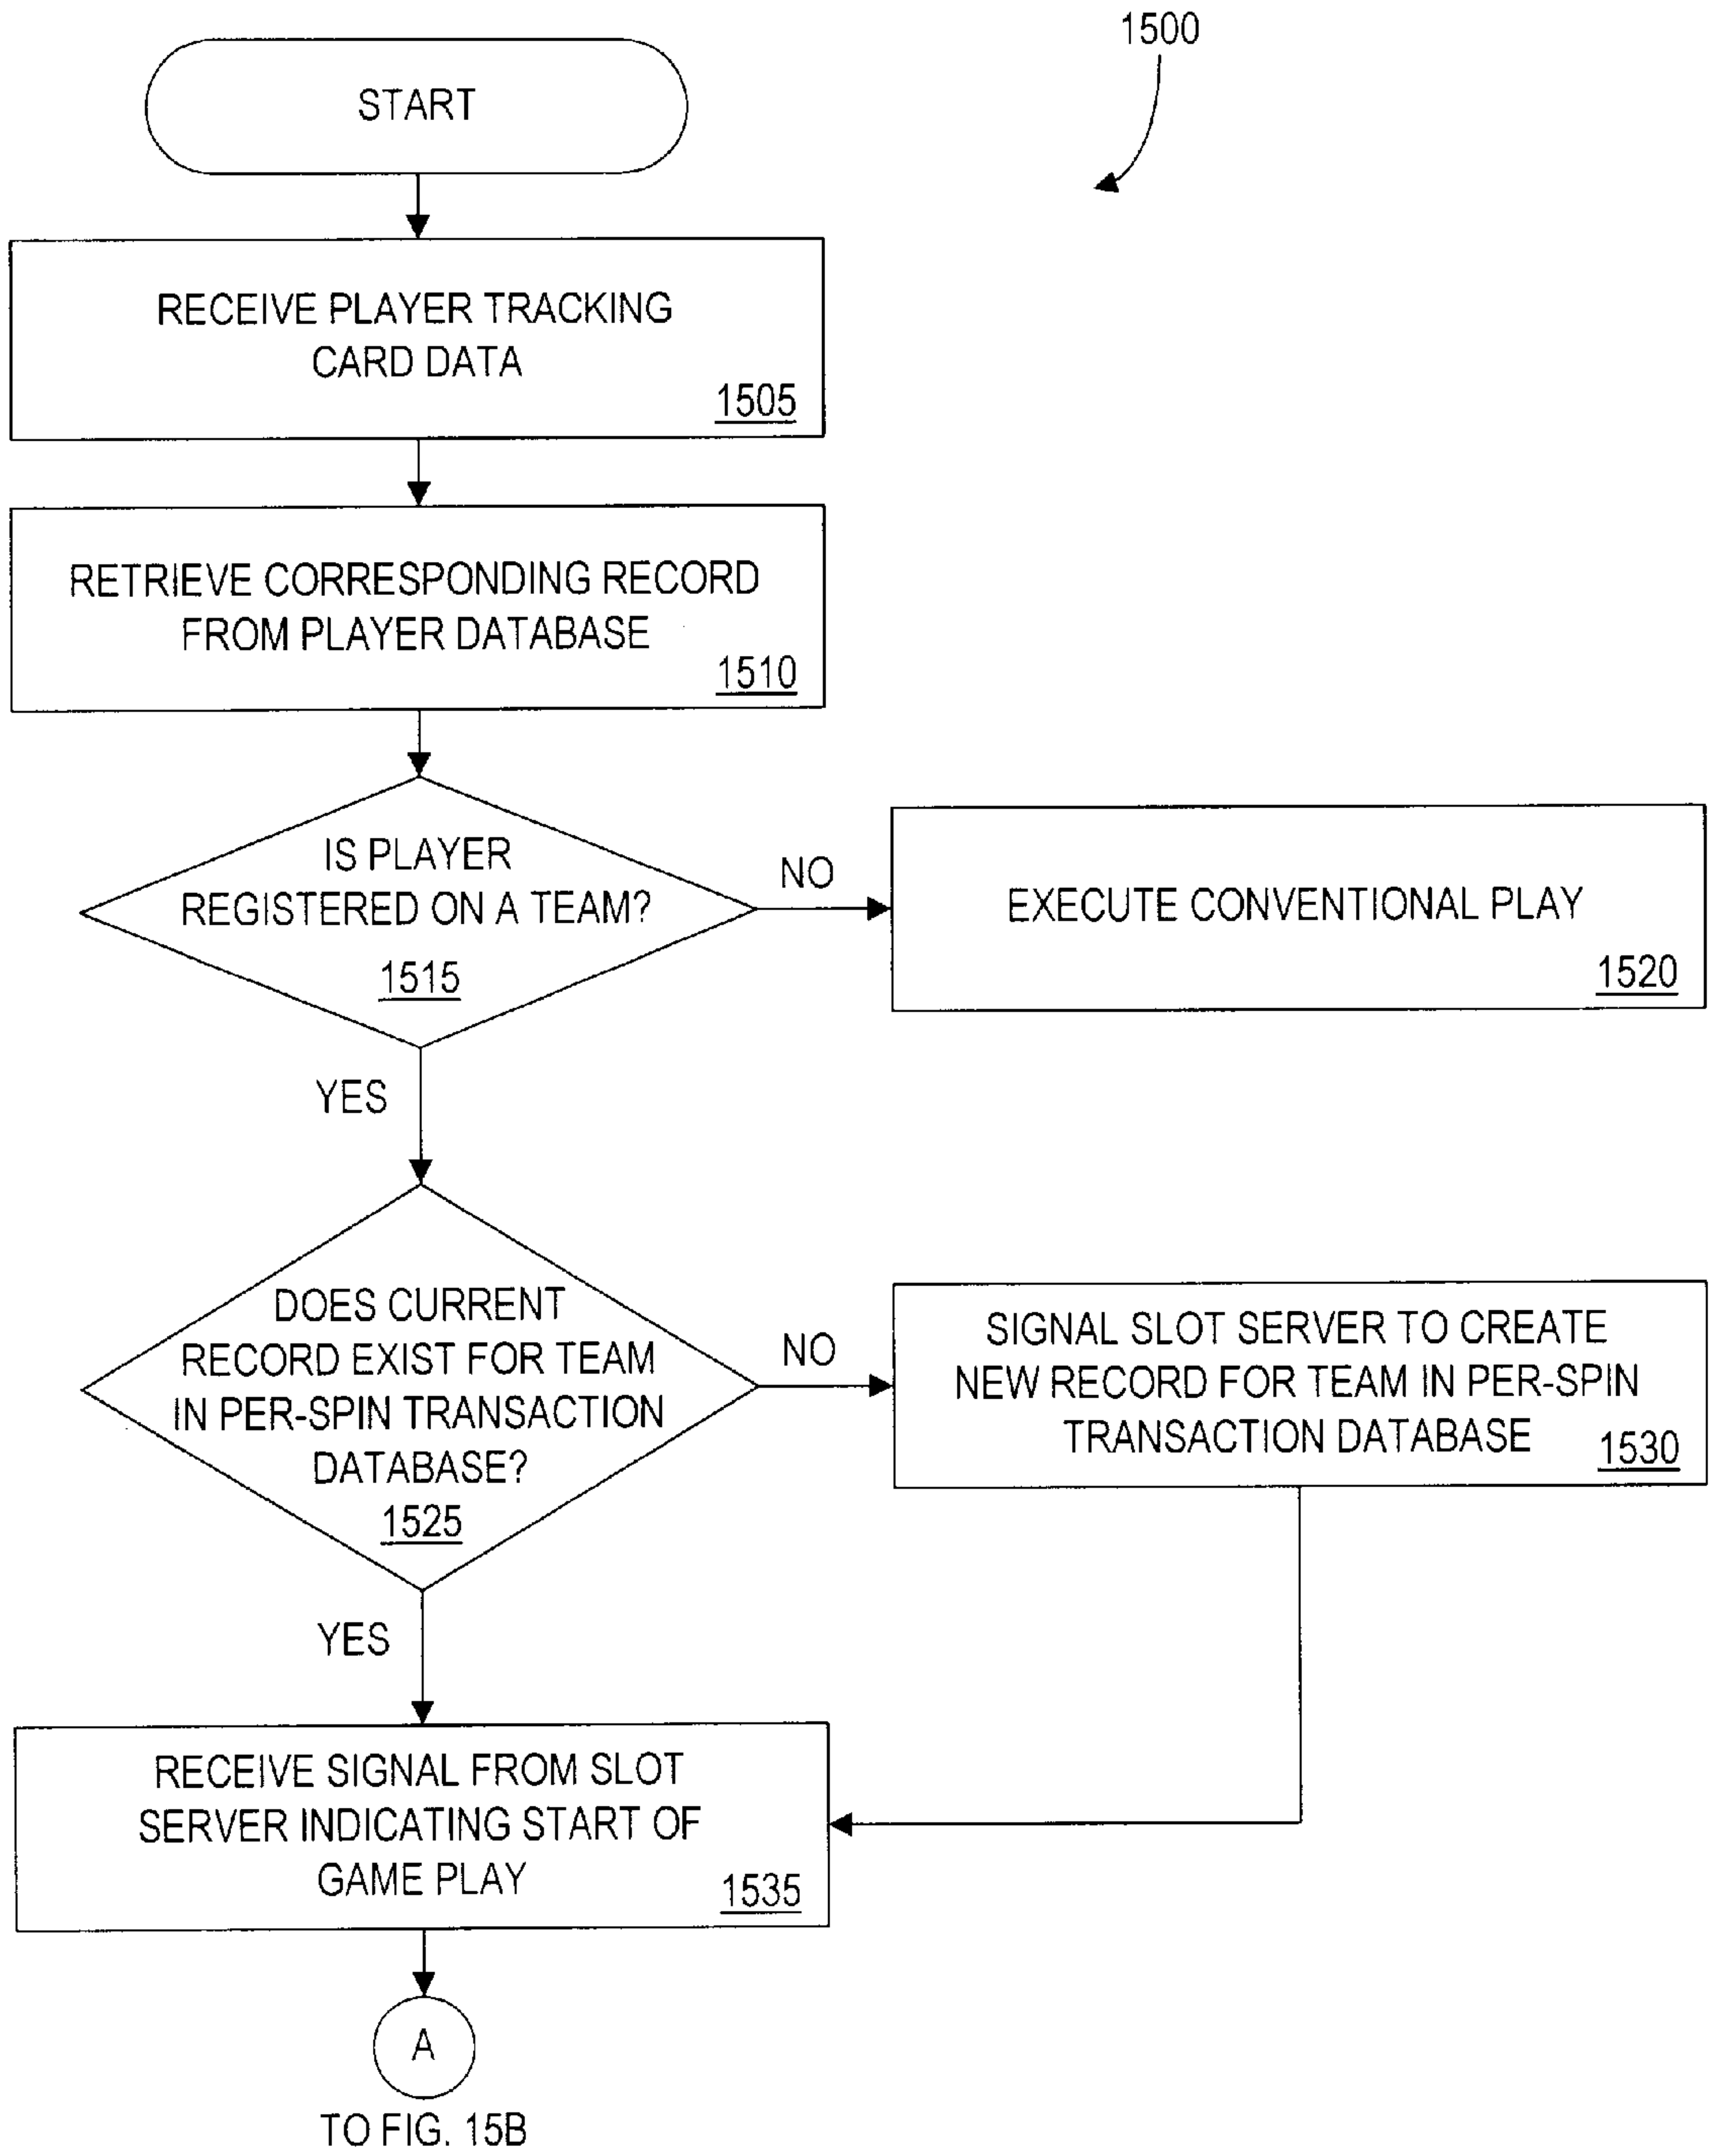 1500
START
RECEIVE PLAYER TRACKING
CARD DATA
1505
RETRIEVE CORRESPONDING RECORD
FROM PLAYER DATABASE
1510
IS PLAYER
REGISTERED ON A TEAM?
1515
NO
EXECUTE CONVENTIONAL PLAY
1520
YES
DOES CURRENT
RECORD EXIST FOR TEAM
IN PER-SPIN TRANSACTION
DATABASE?
1525
NO
SIGNAL SLOT SERVER TO CREATE
NEW RECORD FOR TEAM IN PER-SPIN
TRANSACTION DATABASE
1530
YES
RECEIVE SIGNAL FROM SLOT
SERVER INDICATING START OF
GAME PLAY
1535
A
TO FIG. 15B